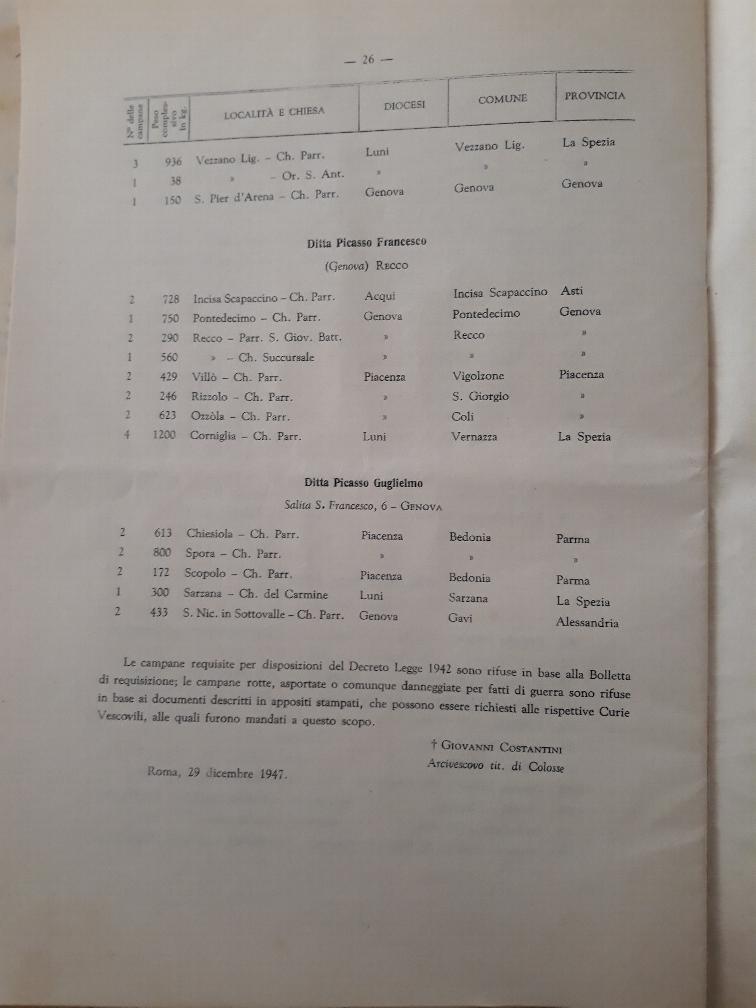 — 26 —
N° delle campane Peso comples- sivo in kg. LOCALITÀ E CHIESA DIOCESI COMUNE PROVINCIA
3 936 Vezzano Lig. – Ch. Parr. Luni Vezzano Lig. La Spezia
1 38 » – Or. S. Ant. » » »
1 150 S. Pier d'Arena – Ch. Parr. Genova Genova Genova
Ditta Picasso Francesco
(Genova) RECCO
2 728 Incisa Scapaccino – Ch. Parr. Acqui Incisa Scapaccino Asti
1 750 Pontedecimo – Ch. Parr. Genova Pontedecimo Genova
2 290 Recco – Parr. S. Giov. Batt. » Recco »
1 560 » – Ch. Succursale » » »
2 429 Villò – Ch. Parr. Piacenza Vigolzone Piacenza
2 246 Rizzolo – Ch. Parr. » S. Giorgio »
2 623 Ozzòla – Ch. Parr. » Coli »
4 1200 Corniglia – Ch. Parr. Luni Vernazza La Spezia
Ditta Picasso Guglielmo
Salita S. Francesco, 6 – GENOVA
2 613 Chiesiola – Ch. Parr. Piacenza Bedonia Parma
2 800 Spora – Ch. Parr. » » »
2 172 Scopolo – Ch. Parr. Piacenza Bedonia Parma
1 300 Sarzana – Ch. del Carmine Luni Sarzana La Spezia
2 433 S. Nic. in Sottovalle – Ch. Parr. Genova Gavi Alessandria
Le campane requisite per disposizioni del Decreto Legge 1942 sono rifuse in base alla Bolletta
di requisizione; le campane rotte, asportate o comunque danneggiate per fatti di guerra sono rifuse
in base ai documenti descritti in appositi stampati, che possono essere richiesti alle rispettive Curie
Vescovili, alle quali furono mandati a questo scopo.
† GIOVANNI COSTANTINI
Arcivescovo tit. di Colosse
Roma, 29 dicembre 1947.